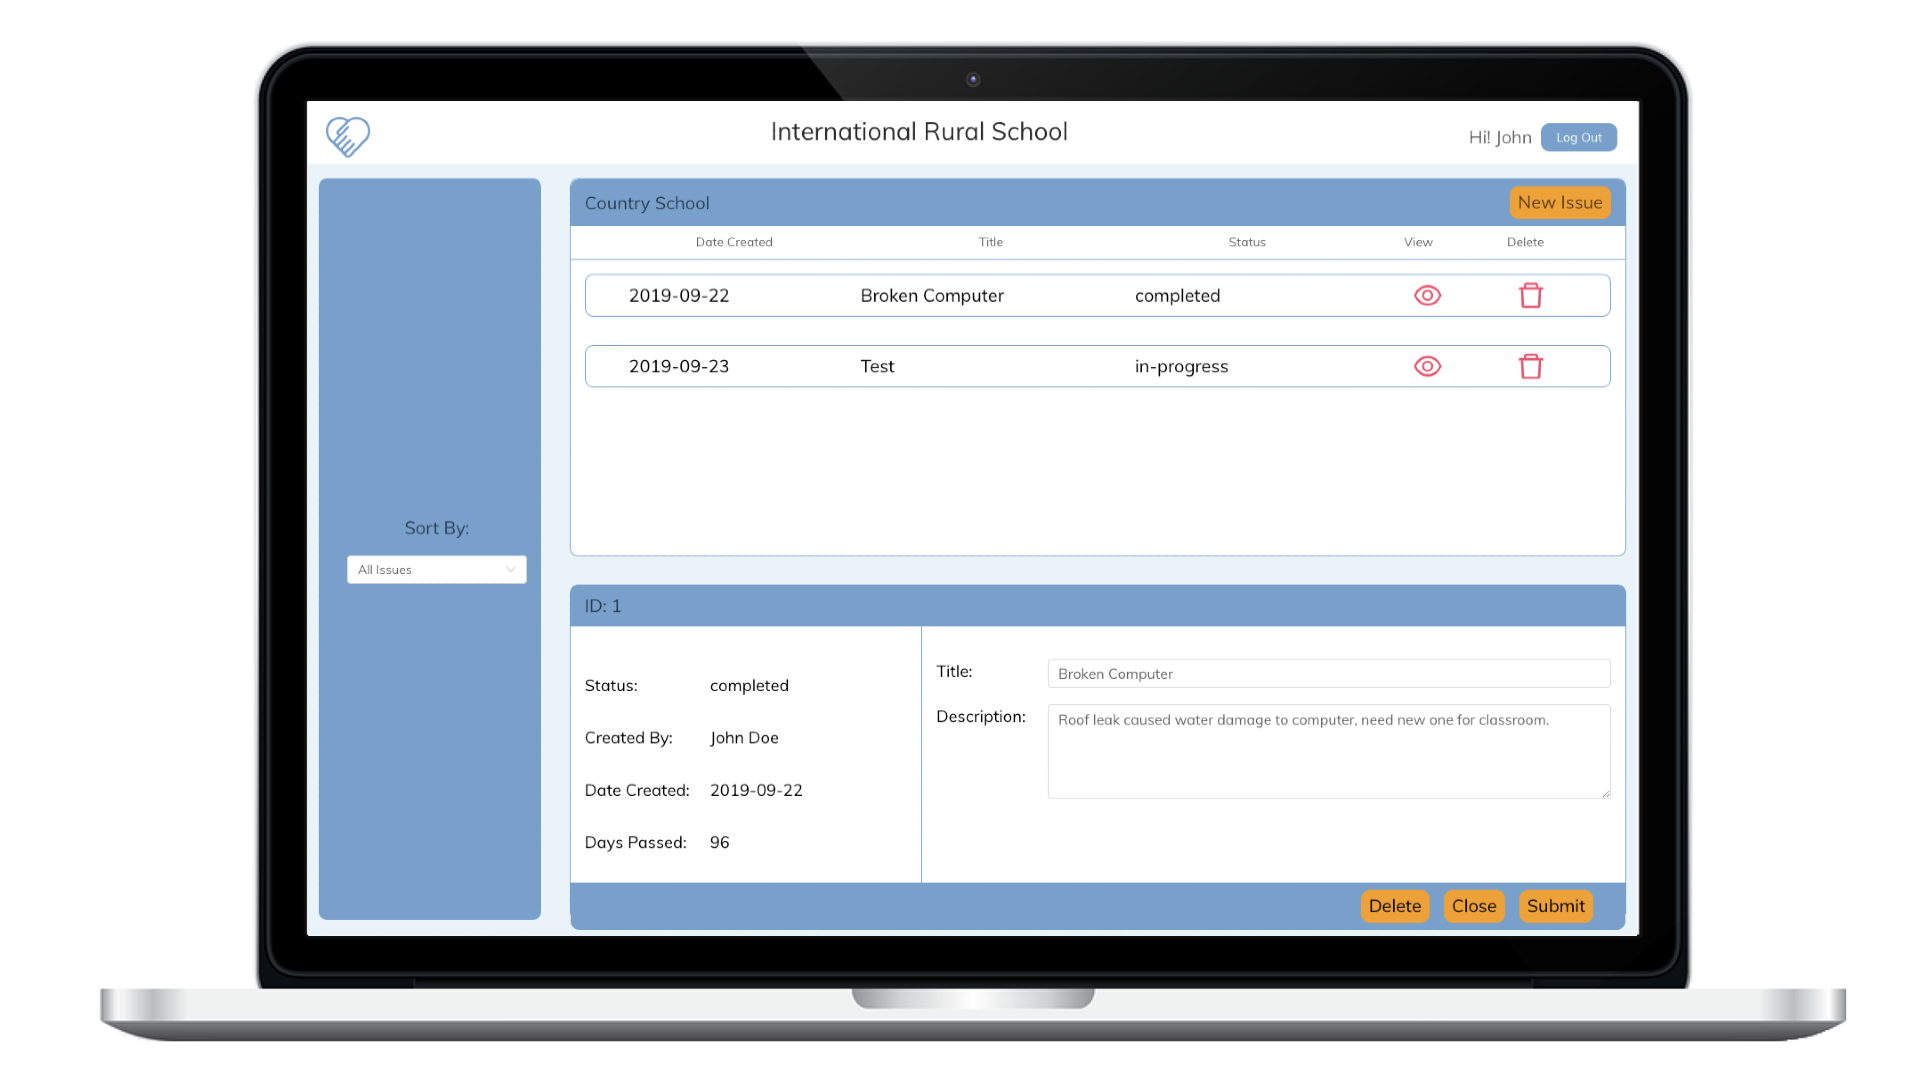 International Rural School
Hi! John
Log Out
Sort By:
All Issues
Country School
New Issue
Date Created Title Status View Delete
2019-09-22 Broken Computer completed
2019-09-23 Test in-progress
ID: 1
Status: completed
Created By: John Doe
Date Created: 2019-09-22
Days Passed: 96
Title: Broken Computer
Description: Roof leak caused water damage to computer, need new one for classroom.
Delete Close Submit